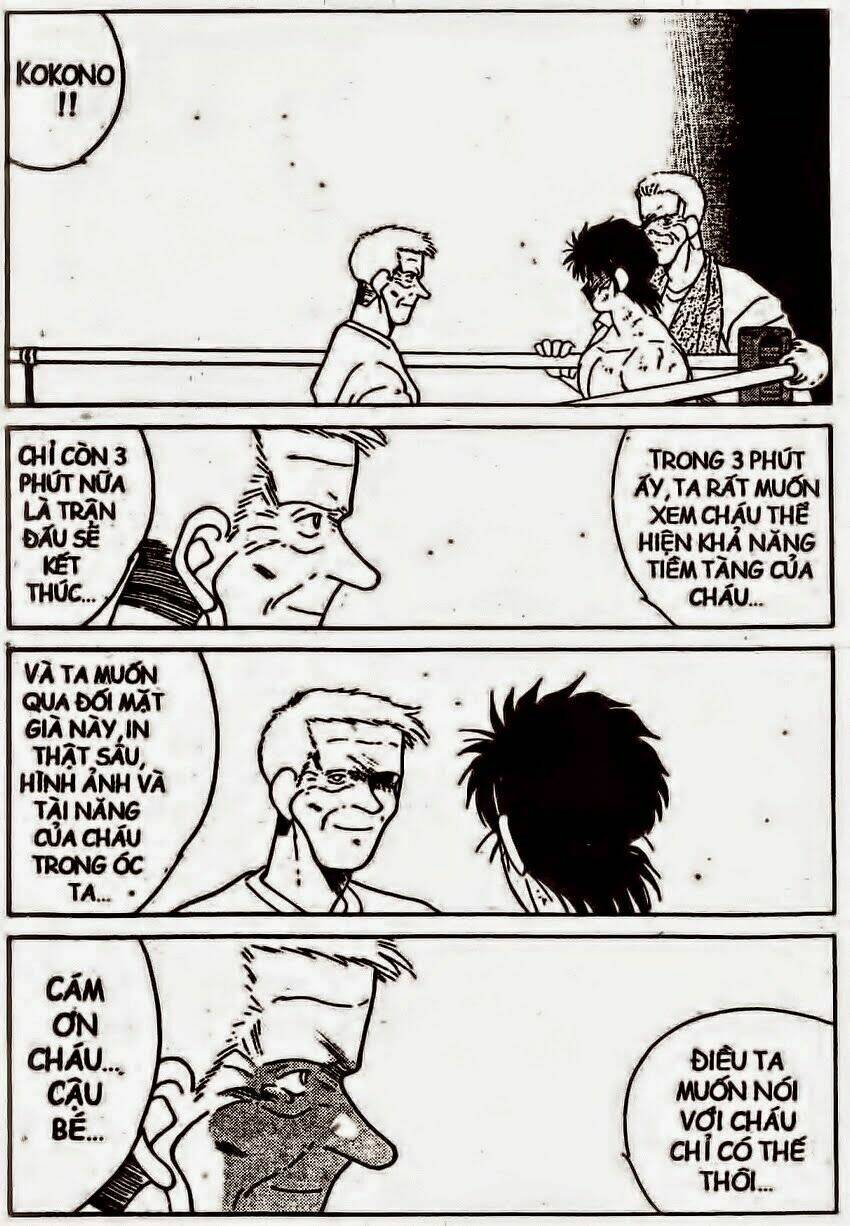 KOKONO
!!
CHỈ CÒN 3
PHÚT NỮA
LÀ TRẬN
ĐẤU SẼ
KẾT
THÚC...
TRONG 3 PHÚT
ẤY, TA RẤT MUỐN
XEM CHÁU THỂ
HIỆN KHẢ NĂNG
TIỀM TÀNG CỦA
CHÁU...
VÀ TA MUỐN
QUA ĐỐI MẶT
GIÀ NÀY, IN
THẬT SÂU,
HÌNH ẢNH VÀ
TÀI NĂNG
CỦA CHÁU
TRONG ÓC
TA...
CÁM
ƠN
CHÁU...
CẬU
BÉ...
ĐIỀU TA
MUỐN NÓI
VỚI CHÁU
CHỈ CÓ THẾ
THÔI...